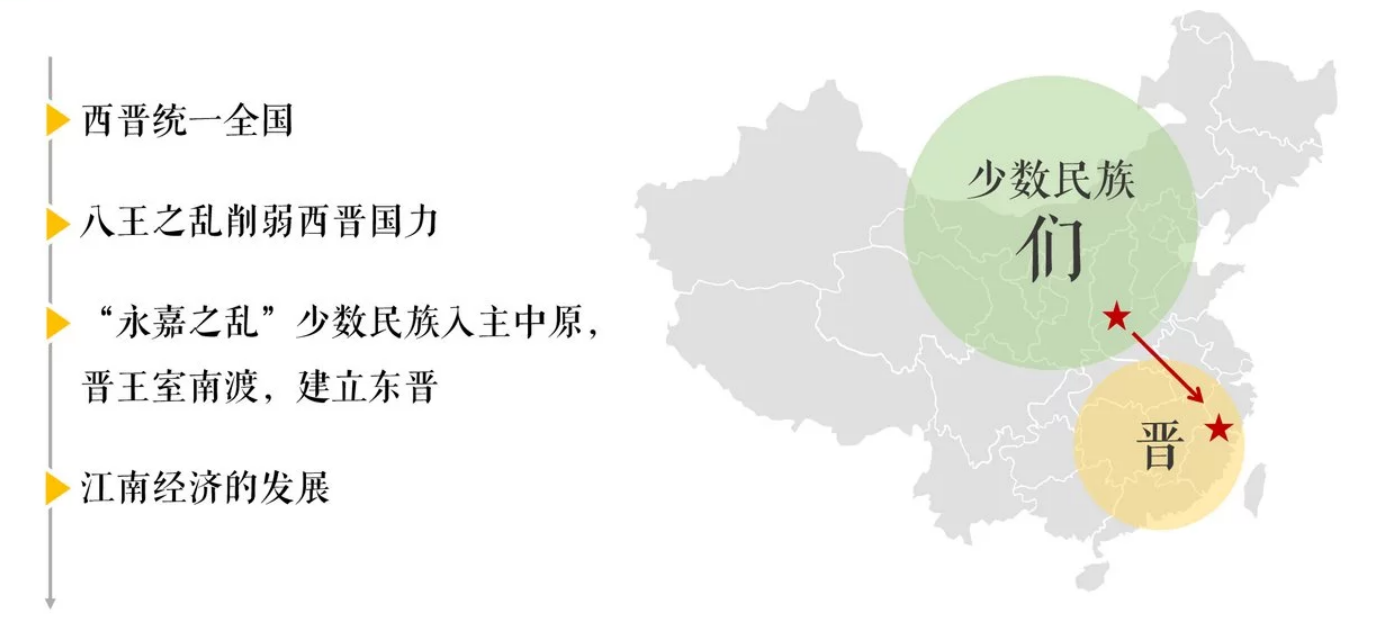 西晋统一全国
八王之乱削弱西晋国力
“永嘉之乱”少数民族入主中原，
晋王室南渡，建立东晋
江南经济的发展
少数民族
们
晋